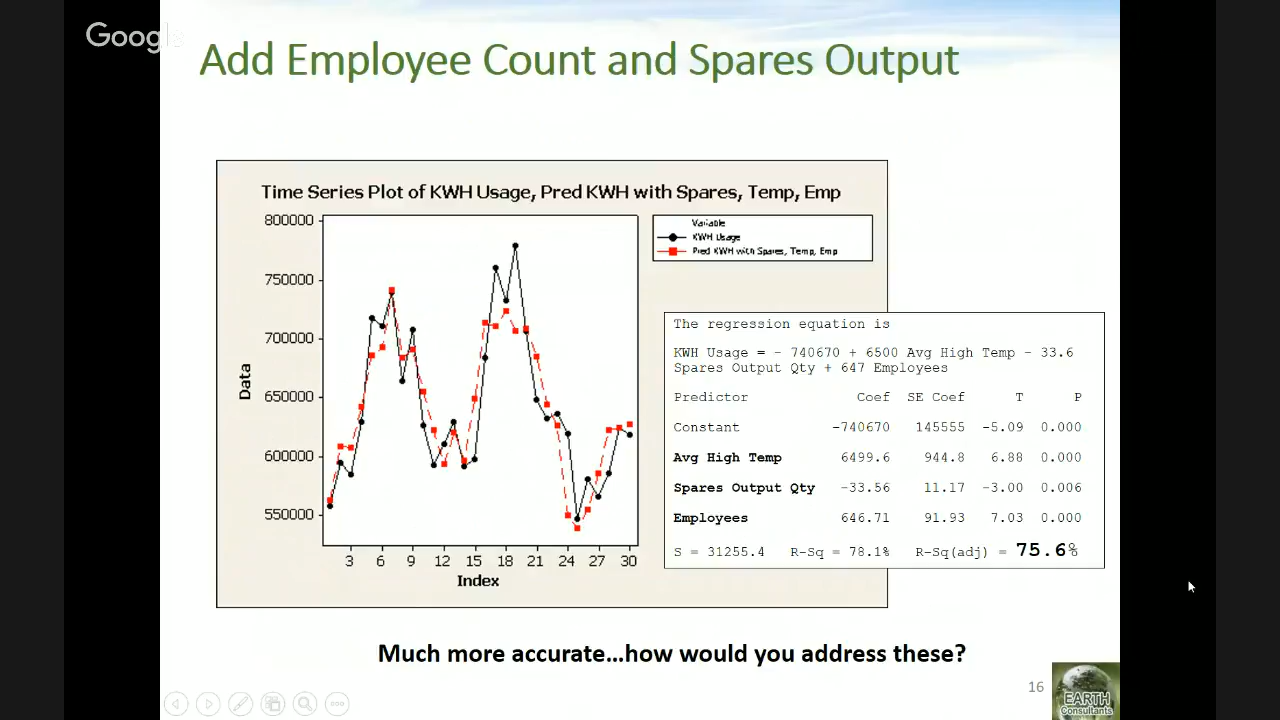 Google
Add Employee Count and Spares Output
Time Series Plot of KWH Usage, Pred KWH with Spares, Temp, Emp
800000
750000
700000
650000
600000
550000
Data
3 6 9 12 15 18 21 24 27 30
Index
Variable
KWH Usage
Pred KWH with Spares, Temp, Emp
The regression equation is
KWH Usage = - 740670 + 6500 Avg High Temp - 33.6
Spares Output Qty + 647 Employees
Predictor Coef SE Coef T P
Constant -740670 145555 -5.09 0.000
Avg High Temp 6499.6 944.8 6.88 0.000
Spares Output Qty -33.56 11.17 -3.00 0.006
Employees 646.71 91.93 7.03 0.000
S = 31255.4 R-Sq = 78.1% R-Sq(adj) = 75.6%
Much more accurate…how would you address these?
16
EARTH
Consultants